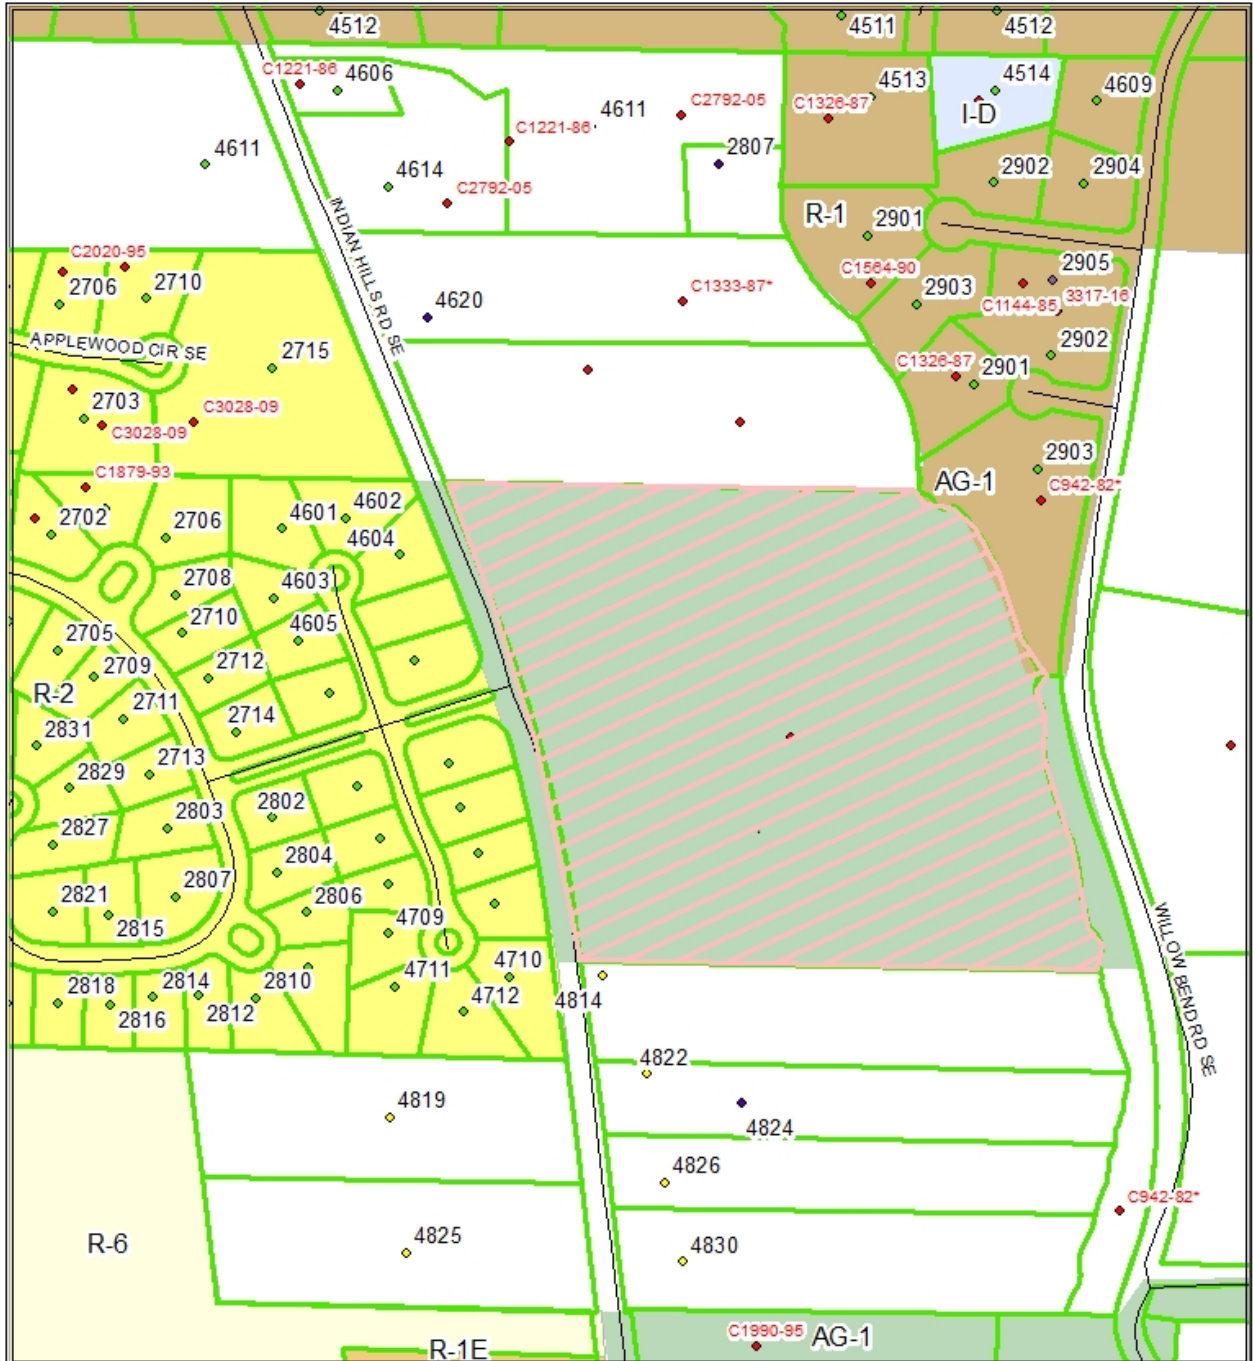 4512
4511
4512
C1221-86
4606
4611
C2792-05
C1326-87
4513
4514
I-D
4609
C1221-86
4611
2807
4614
C2792-05
2902
2904
R-1
2901
INDIAN HILLS RD SE
C2020-95
2706
2710
C1564-90
2905
4620
C1333-87*
2903
C1144-85
3317-16
APPLEWOOD CIR SE
2715
2902
C1326-87
2901
2703
C3028-09
C3028-09
C1879-93
2903
AG-1
C942-82*
2702
2706
4601
4602
4604
2708
4603
2710
4605
2705
2709
2712
R-2
2711
2714
2831
2713
2829
2802
2803
2827
2804
2807
2806
2821
2815
4709
WILLOW BEND RD SE
4711
4710
2818
2814
2810
2816
2812
4712
4814
4822
4819
4824
4826
C942-82*
R-6
4825
4830
C1990-95
AG-1
R-1E